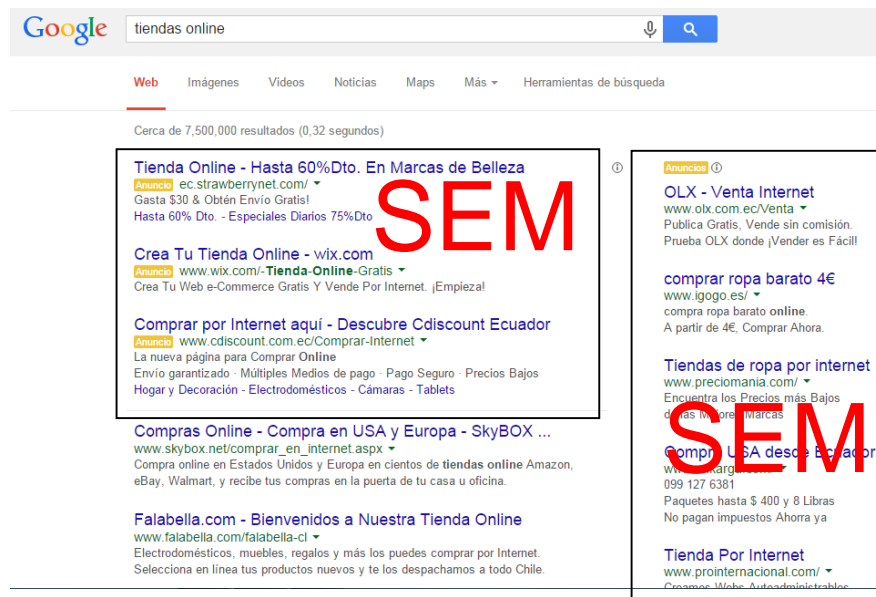 Google
tiendas online
Web Imágenes Videos Noticias Maps Más Herramientas de búsqueda
Cerca de 7,500,000 resultados (0,32 segundos)
Tienda Online - Hasta 60%Dto. En Marcas de Belleza
Anuncio ec.strawberrynet.com/
Gasta $30 & Obtén Envío Gratis!
Hasta 60% Dto. - Especiales Diarios 75%Dto
SEM
Crea Tu Tienda Online - wix.com
Anuncio www.wix.com/-Tienda-Online-Gratis
Crea Tu Web e-Commerce Gratis Y Vende Por Internet. ¡Empieza!
Comprar por Internet aquí - Descubre Cdiscount Ecuador
Anuncio www.cdiscount.com.ec/Comprar-Internet
La nueva página para Comprar Online
Envío garantizado · Múltiples Medios de pago · Pago Seguro · Precios Bajos
Hogar y Decoración - Electrodomésticos - Cámaras - Tablets
Compras Online - Compra en USA y Europa - SkyBOX ...
www.skybox.net/comprar_en_internet.aspx
Compra online en Estados Unidos y Europa en cientos de tiendas online Amazon,
eBay, Walmart, y recibe tus compras en la puerta de tu casa u oficina.
Falabella.com - Bienvenidos a Nuestra Tienda Online
www.falabella.com/falabella-cl
Electrodomésticos, muebles, regalos y más los puedes comprar por Internet.
Selecciona en línea tus productos nuevos y te los despachamos a todo Chile.
Anuncios
OLX - Venta Internet
www.olx.com.ec/Venta
Publica Gratis, Vende sin comisión.
Prueba OLX donde ¡Vender es Fácil!
comprar ropa barato 4€
www.igogo.es/
compra ropa barato online.
A partir de 4€, Comprar Ahora.
Tiendas de ropa por internet
www.preciomania.com/
Encuentra los Precios más Bajos
de las Mejores Marcas
SEM
Compra USA desde Ecuador
099 127 6381
Paquetes hasta $ 400 y 8 Libras
No pagan impuestos Ahorra ya
Tienda Por Internet
www.prointernacional.com/
Creamos Webs Autoadministrables